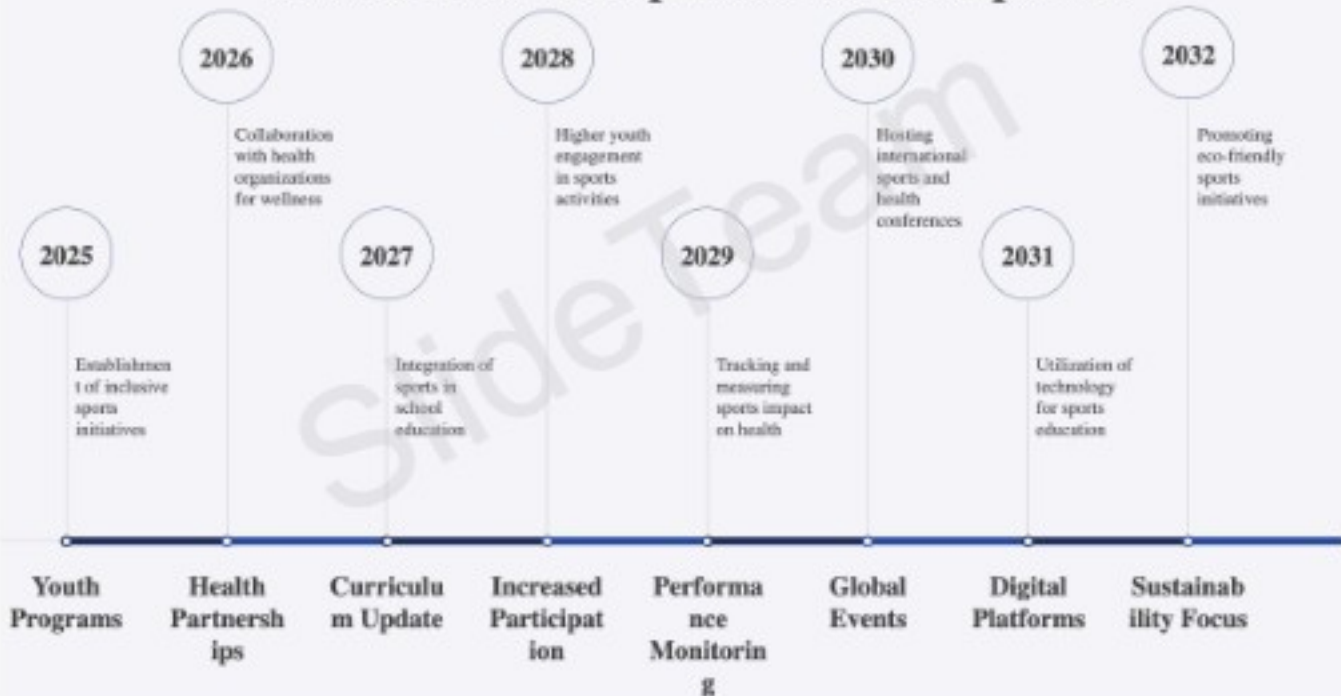 2026
2028
2030
2032
Collaboration
with health
organizations
for wellness
Higher youth
engagement
in sports
activities
Hosting
international
sports and
health
conferences
Promoting
eco-friendly
sports
initiatives
2025
2027
2029
2031
Establishmen
t of inclusive
sports
initiatives
Integration of
sports in
school
education
Tracking and
measuring
sports impact
on health
Utilization of
technology
for sports
education
SlideTeam
Youth
Programs
Health
Partnersh
ips
Curriculu
m Update
Increased
Participat
ion
Performa
nce
Monitorin
g
Global
Events
Digital
Platforms
Sustainab
ility Focus